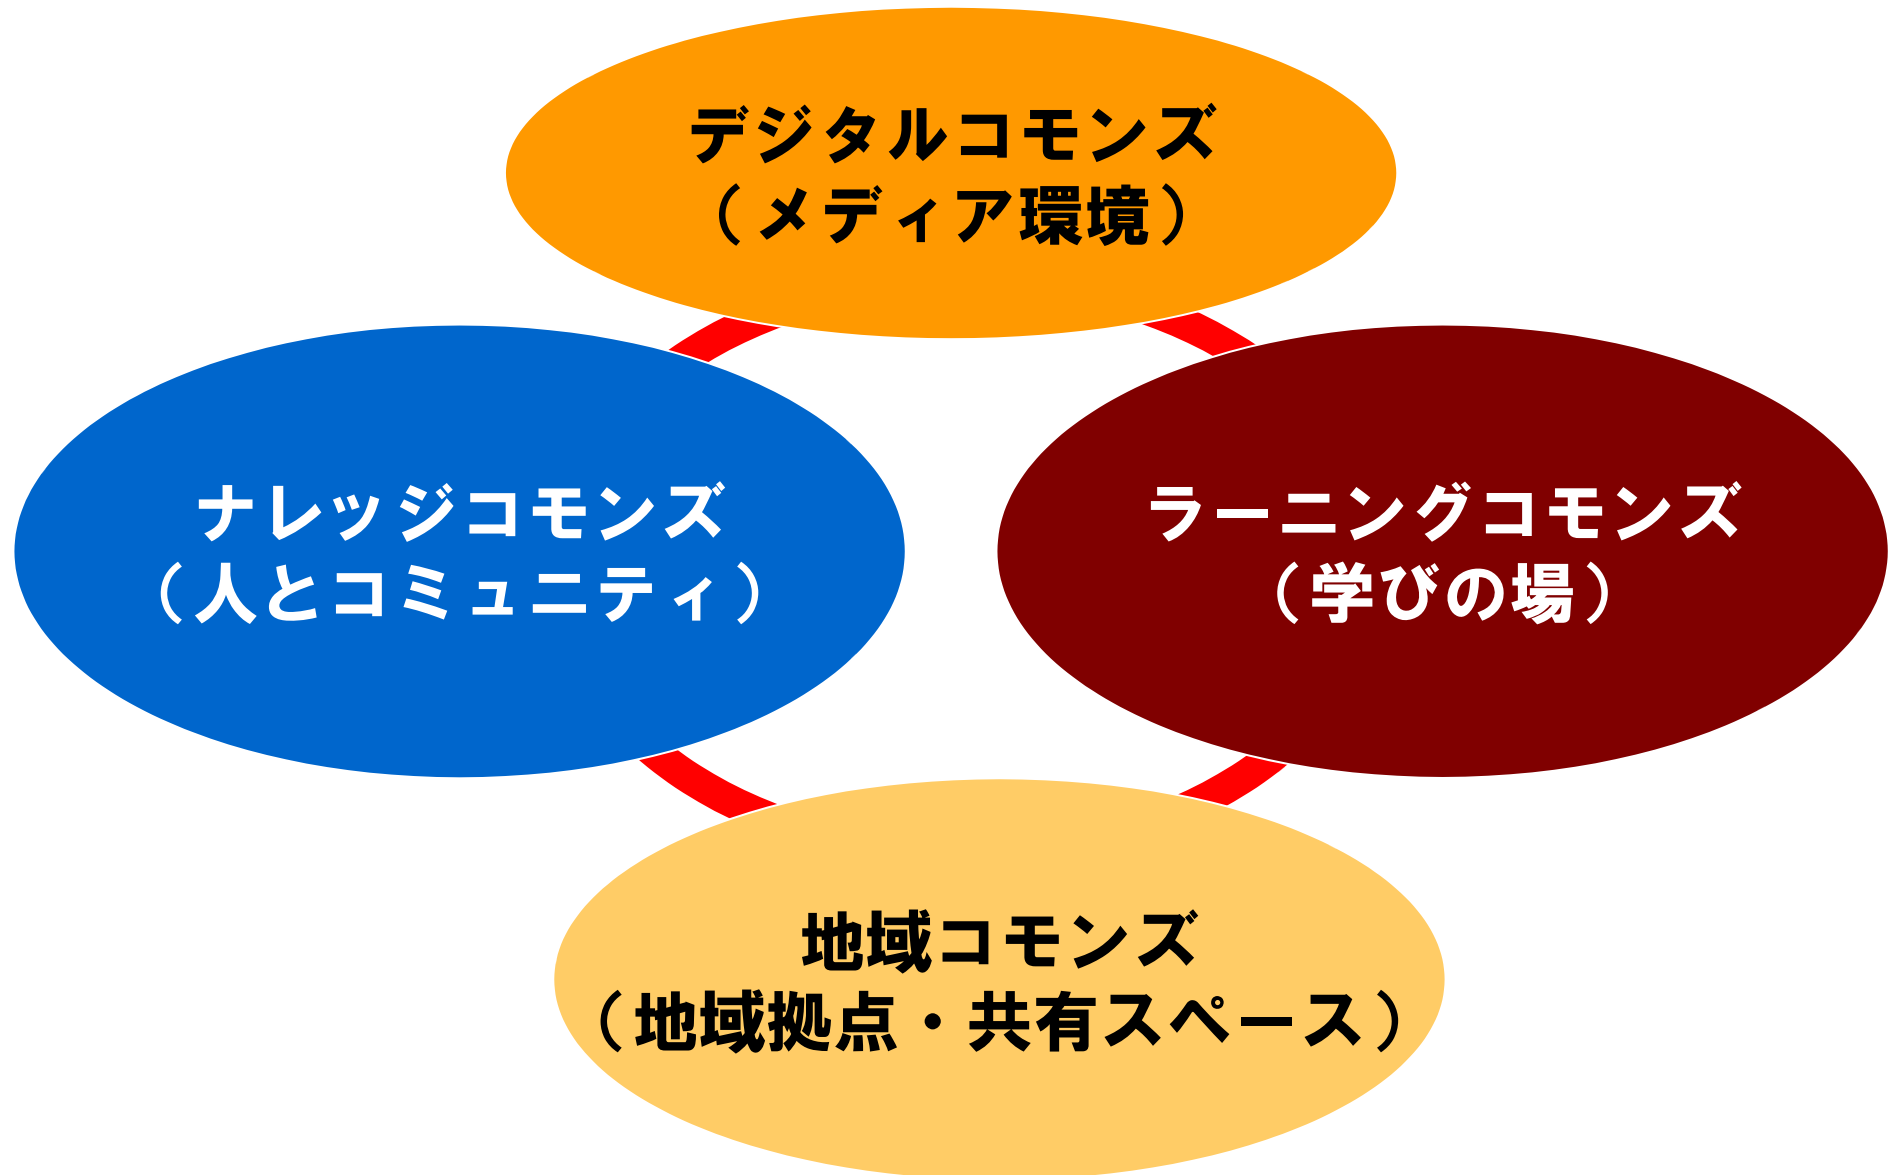 デジタルコモンズ
（メディア環境）
ナレッジコモンズ
（人とコミュニティ）
ラーニングコモンズ
（学びの場）
地域コモンズ
（地域拠点・共有スペース）